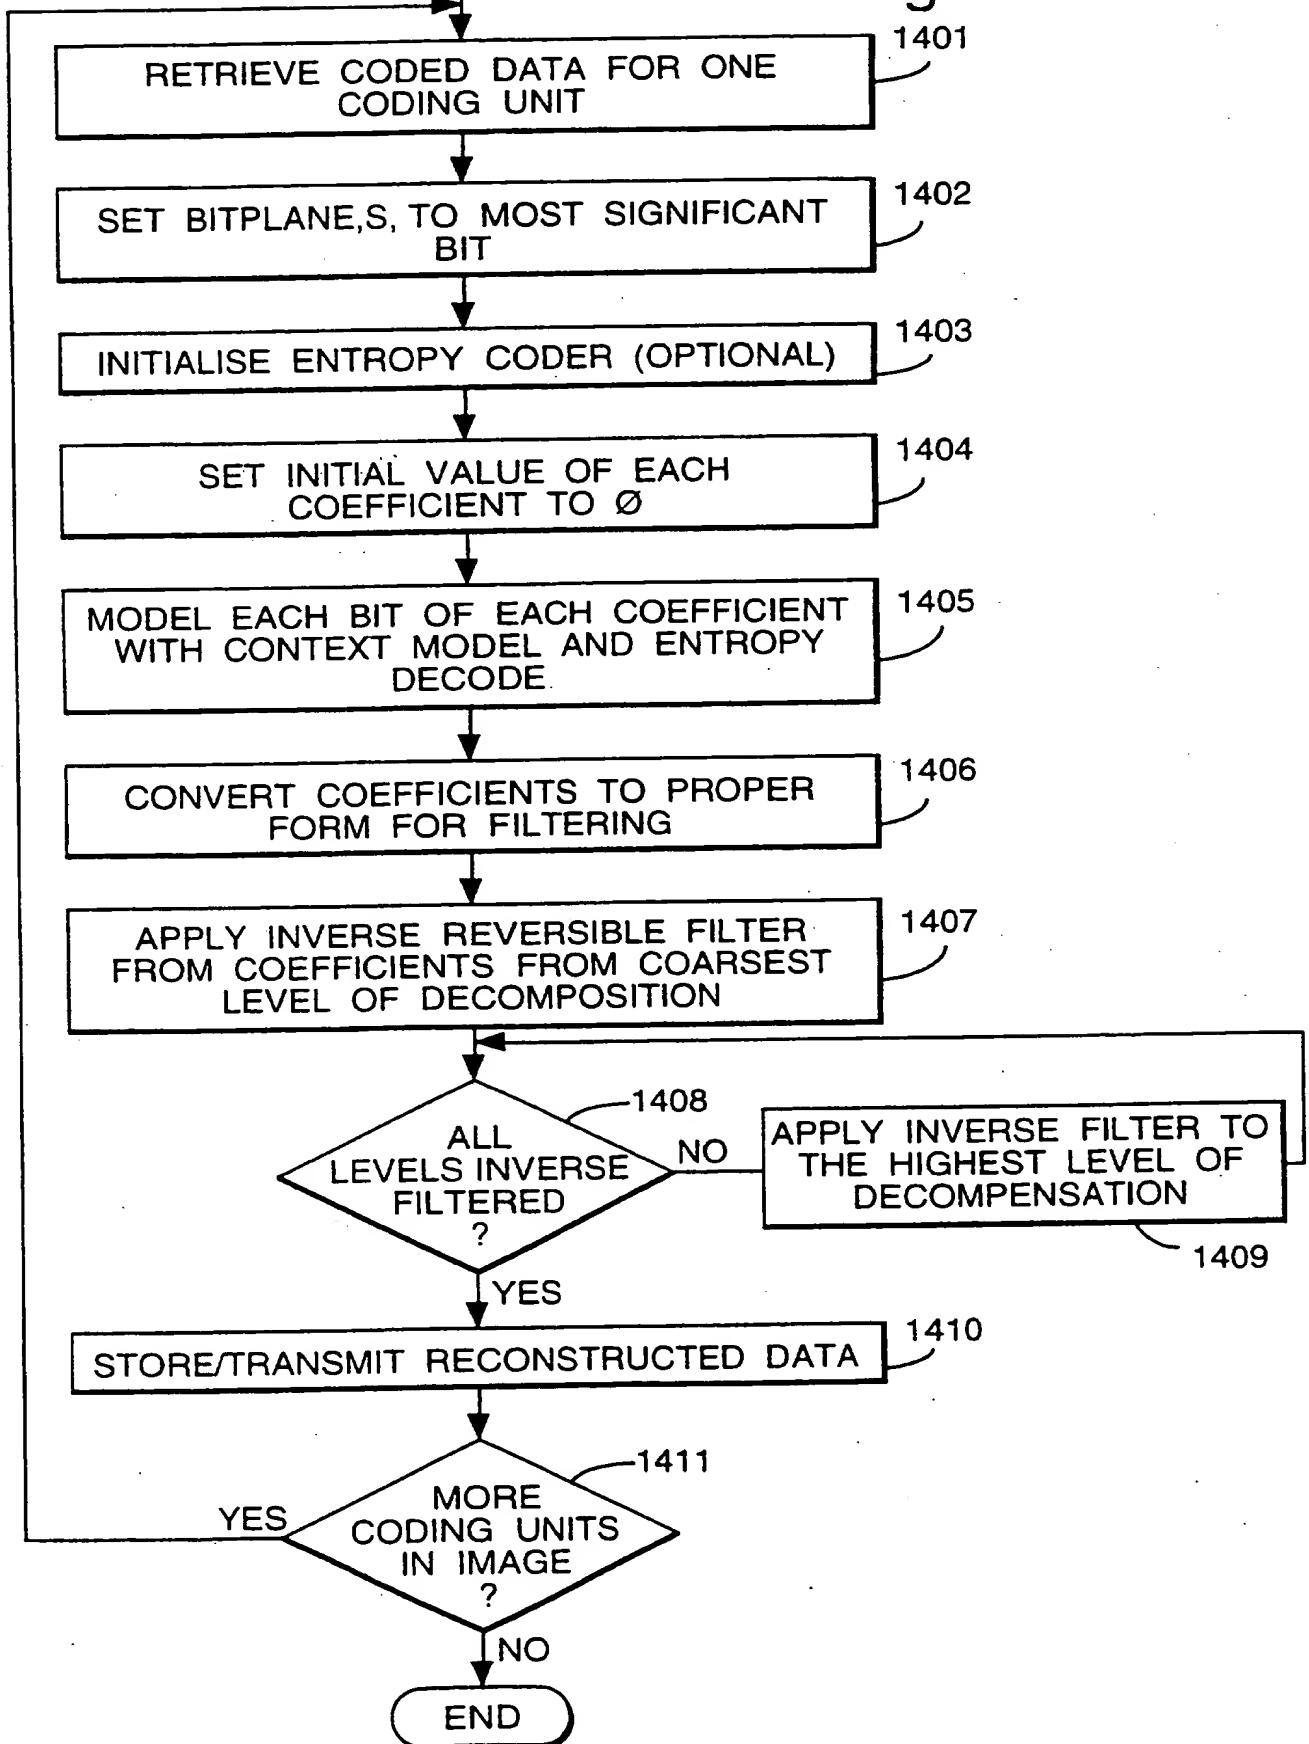 1401
RETRIEVE CODED DATA FOR ONE
CODING UNIT
1402
SET BITPLANE,S, TO MOST SIGNIFICANT
BIT
1403
INITIALISE ENTROPY CODER (OPTIONAL)
1404
SET INITIAL VALUE OF EACH
COEFFICIENT TO Ø
1405
MODEL EACH BIT OF EACH COEFFICIENT
WITH CONTEXT MODEL AND ENTROPY
DECODE
1406
CONVERT COEFFICIENTS TO PROPER
FORM FOR FILTERING
1407
APPLY INVERSE REVERSIBLE FILTER
FROM COEFFICIENTS FROM COARSEST
LEVEL OF DECOMPOSITION
1408
ALL
LEVELS INVERSE
FILTERED
?
NO
APPLY INVERSE FILTER TO
THE HIGHEST LEVEL OF
DECOMPENSATION
1409
YES
1410
STORE/TRANSMIT RECONSTRUCTED DATA
1411
MORE
CODING UNITS
IN IMAGE
?
YES
NO
END